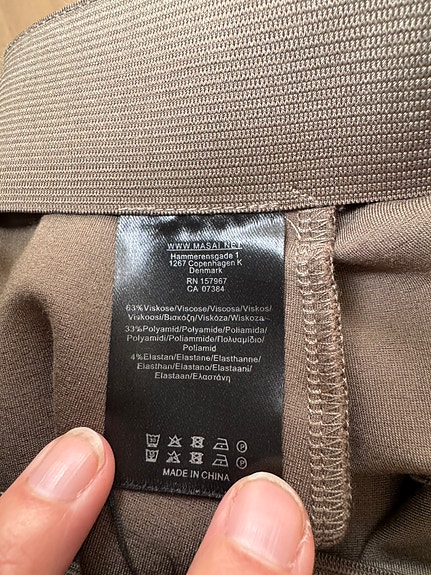 WWW.MASAI.NET
Hammerensgade 1
1267 Copenhagen K
Denmark
RN 157967
CA 07384
63%Viskose/Viscose/Viscosa/Viskos/
Viskoosi/Βισκόζη/Viskóza/Wiskoza
33%Polyamid/Polyamide/Poliamida/
Polyamidi/Poliammide/Πολυαμίδιο/
Poliamid
4%Elastan/Elastane/Elasthanne/
Elasthan/Elastano/Elastaani/
Elastaan/Ελαστάνη
MADE IN CHINA